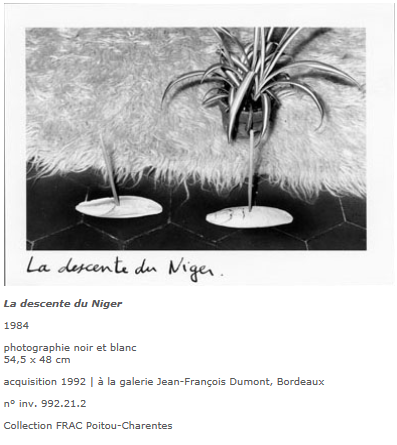 La descente du Niger.
La descente du Niger
1984
photographie noir et blanc
54,5 x 48 cm
acquisition 1992 | à la galerie Jean-François Dumont, Bordeaux
n° inv. 992.21.2
Collection FRAC Poitou-Charentes